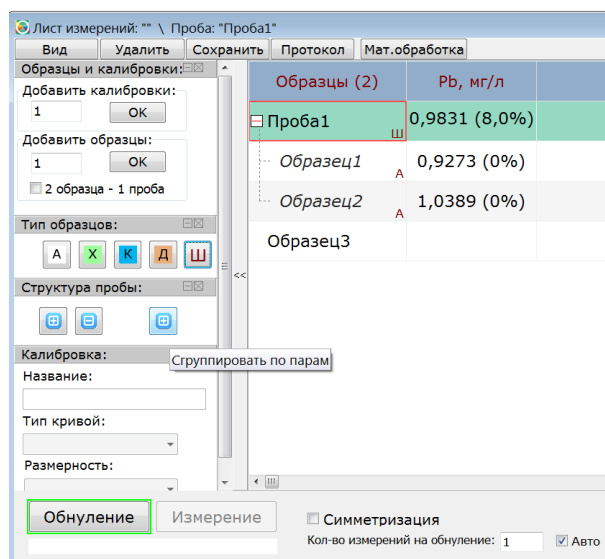 Лист измерений: "" \ Проба: "Проба1"
Вид Удалить Сохранить Протокол Мат.обработка
Образцы и калибровки:
Добавить калибровки:
1 OK
Добавить образцы:
1 OK
2 образца - 1 проба
Тип образцов:
А Х К Д Ш
Структура пробы:
Сгруппировать по парам
Калибровка:
Название:
Тип кривой:
Размерность:
<<
Образцы (2) Pb, мг/л
Проба1 Ш 0,9831 (8,0%)
Образец1 А 0,9273 (0%)
Образец2 А 1,0389 (0%)
Образец3
Обнуление Измерение
Симметризация
Кол-во измерений на обнуление: 1 Авто